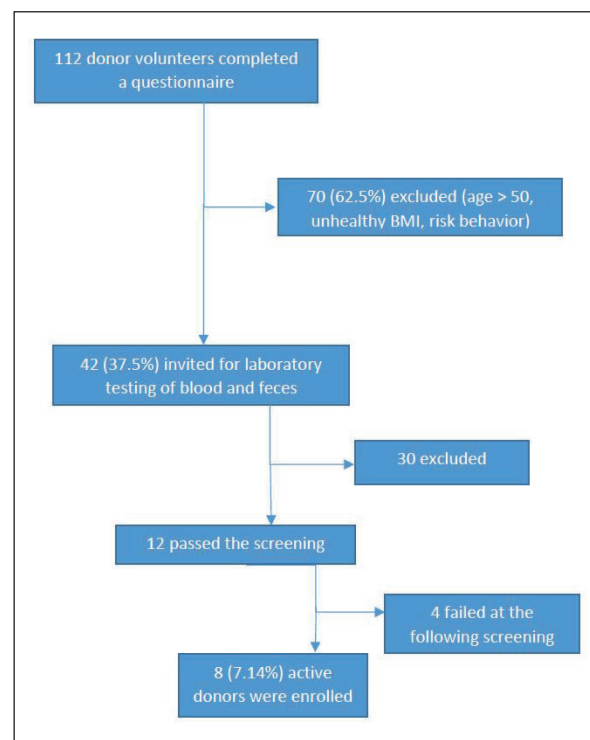 112 donor volunteers completed
a questionnaire
70 (62.5%) excluded (age > 50,
unhealthy BMI, risk behavior)
42 (37.5%) invited for laboratory
testing of blood and feces
30 excluded
12 passed the screening
4 failed at the
following screening
8 (7.14%) active
donors were enrolled